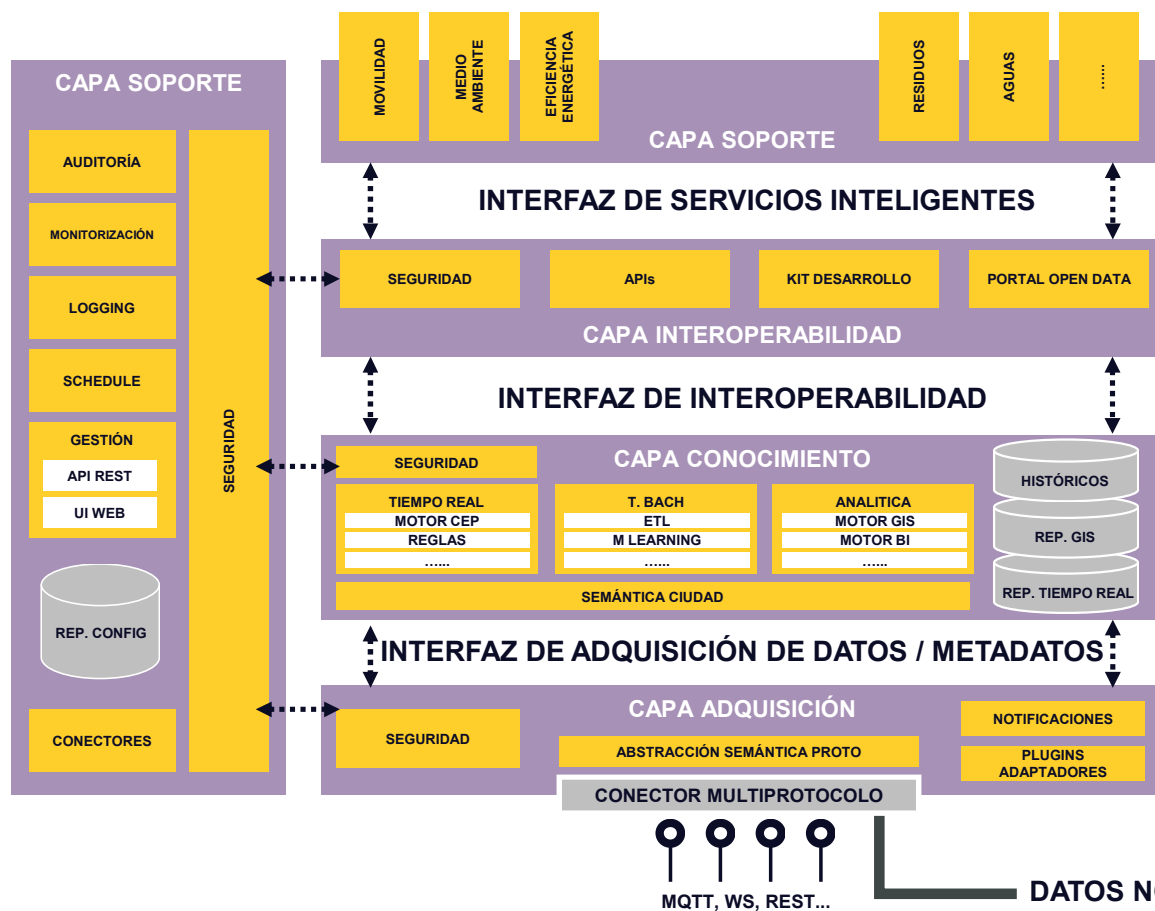 CAPA SOPORTE
AUDITORÍA
MONITORIZACIÓN
LOGGING
SCHEDULE
GESTIÓN
API REST
UI WEB
REP. CONFIG
CONECTORES
SEGURIDAD
MOVILIDAD
MEDIO
AMBIENTE
EFICIENCIA
ENERGÉTICA
RESIDUOS
AGUAS
......
CAPA SOPORTE
INTERFAZ DE SERVICIOS INTELIGENTES
SEGURIDAD
APIs
KIT DESARROLLO
PORTAL OPEN DATA
CAPA INTEROPERABILIDAD
INTERFAZ DE INTEROPERABILIDAD
CAPA CONOCIMIENTO
SEGURIDAD
TIEMPO REAL
MOTOR CEP
REGLAS
…...
T. BACH
ETL
M LEARNING
…...
ANALITICA
MOTOR GIS
MOTOR BI
…...
HISTÓRICOS
REP. GIS
REP. TIEMPO REAL
SEMÁNTICA CIUDAD
INTERFAZ DE ADQUISICIÓN DE DATOS / METADATOS
CAPA ADQUISICIÓN
SEGURIDAD
ABSTRACCIÓN SEMÁNTICA PROTO
NOTIFICACIONES
PLUGINS
ADAPTADORES
CONECTOR MULTIPROTOCOLO
MQTT, WS, REST...
DATOS